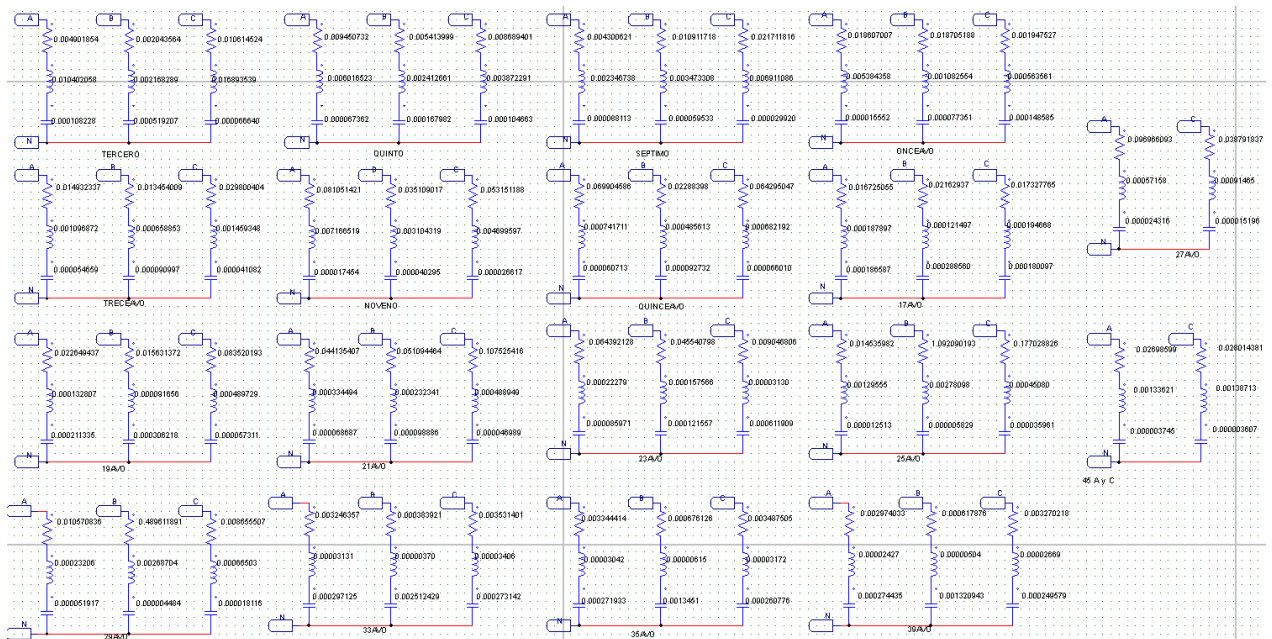 A B C
0.004901854 0.002043564 0.010614524
0.010402058 0.002168289 0.016893539
0.000108228 0.000519207 0.000066640
N
TERCERO
A B C
0.009450732 0.005413999 0.008689401
0.006016523 0.002412661 0.003872291
0.000067362 0.000167982 0.000104663
N
QUINTO
A B C
0.004300621 0.010911718 0.021711816
0.002346738 0.003473308 0.006911086
0.000088113 0.000059533 0.000029920
N
SEPTIMO
A B C
0.018607007 0.018705188 0.001947527
0.005384358 0.001082554 0.000563561
0.000015552 0.000077351 0.000148585
N
ONCEAVO
A C
0.096966093 0.038791837
0.00057158 0.00091465
0.000024316 0.000015196
N
27AVO
A B C
0.014932337 0.013454009 0.029800404
0.001096872 0.000658853 0.001459348
0.000054659 0.000090997 0.000041082
N
TRECEAVO
A B C
0.081051421 0.035109017 0.053151188
0.007166519 0.003104319 0.004699597
0.00017454 0.000040295 0.000026617
N
NOVENO
A B C
0.069904586 0.02288398 0.064295047
0.000741711 0.000485613 0.000682192
0.000060713 0.000092732 0.000066010
N
QUINCEAVO
A B C
0.016725055 0.02162937 0.017327765
0.000187897 0.000121497 0.000194668
0.000186587 0.000288560 0.000180097
N
17AVO
A B C
0.022649437 0.015631372 0.083520193
0.000132807 0.000091656 0.000489729
0.000211335 0.000306218 0.000057311
N
19AVO
A B C
0.044135407 0.051094464 0.107525416
0.000334494 0.000232341 0.000488949
0.000068687 0.000098886 0.000046989
N
21AVO
A B C
0.064392128 0.045540798 0.009046806
0.00022279 0.000157566 0.00003130
0.000085971 0.000121557 0.000611909
N
23AVO
A B C
0.014535982 1.092090193 0.177028826
0.00129555 0.00278098 0.00045080
0.000012513 0.000005829 0.000035961
N
25AVO
A C
0.02698599 0.028014381
0.00133621 0.00138713
0.000003745 0.000003607
N
45 A y C
A B C
0.010570836 0.489611891 0.008655507
0.00023206 0.00268704 0.00066503
0.000051917 0.000004484 0.000018116
N
29AVO
A B C
0.003246357 0.000383921 0.003531401
0.00003131 0.00000370 0.00003406
0.000297125 0.002512429 0.000273142
N
33AVO
A B C
0.003344414 0.000676126 0.003487505
0.00003042 0.00000615 0.00003172
0.000271933 0.0013451 0.000260776
N
35AVO
A B C
0.002974033 0.000617876 0.003270218
0.00002427 0.00000504 0.00002669
0.000274435 0.001320943 0.000249579
N
39AVO